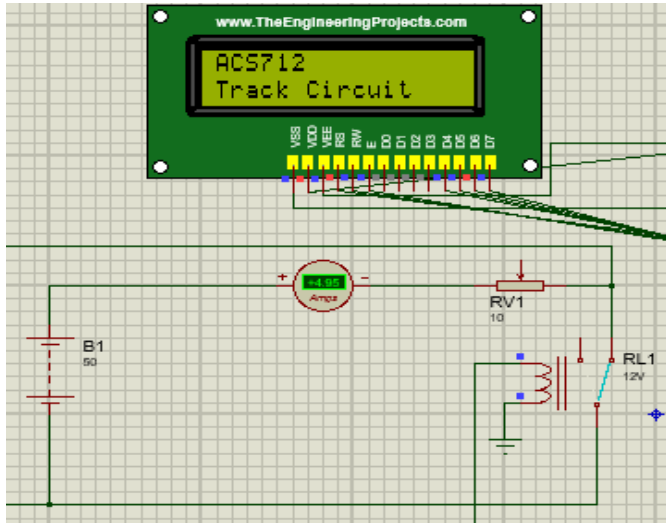 www.TheEngineeringProjects.com
ACS712
Track Circuit
VSS
VDD
VEE
RS
RW
E
D0
D1
D2
D3
D4
D5
D6
D7
+4.95
Amps
RV1
10
B1
50
RL1
12V